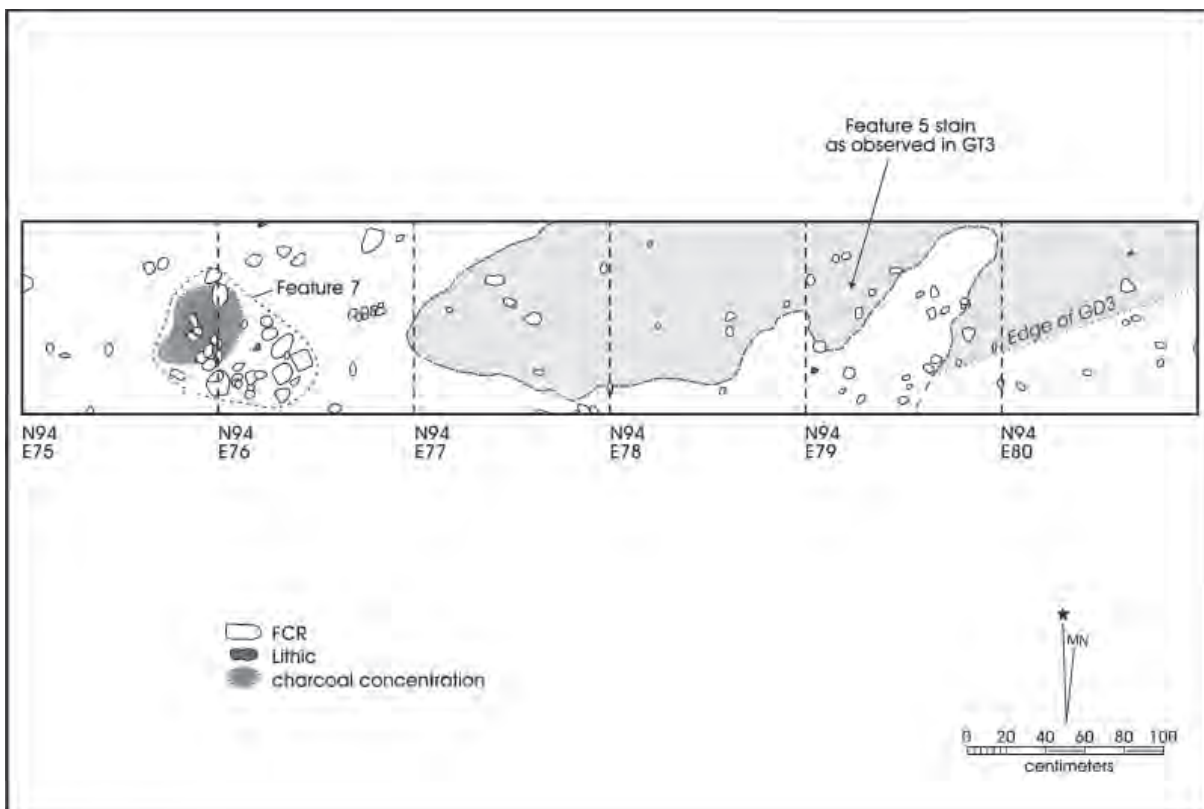 Feature 5 stain
as observed in GT3
Feature 7
Edge of GD3
N94 N94 N94 N94 N94 N94
E75 E76 E77 E78 E79 E80
FCR
Lithic
charcoal concentration
MN
0 20 40 60 80 100
centimeters